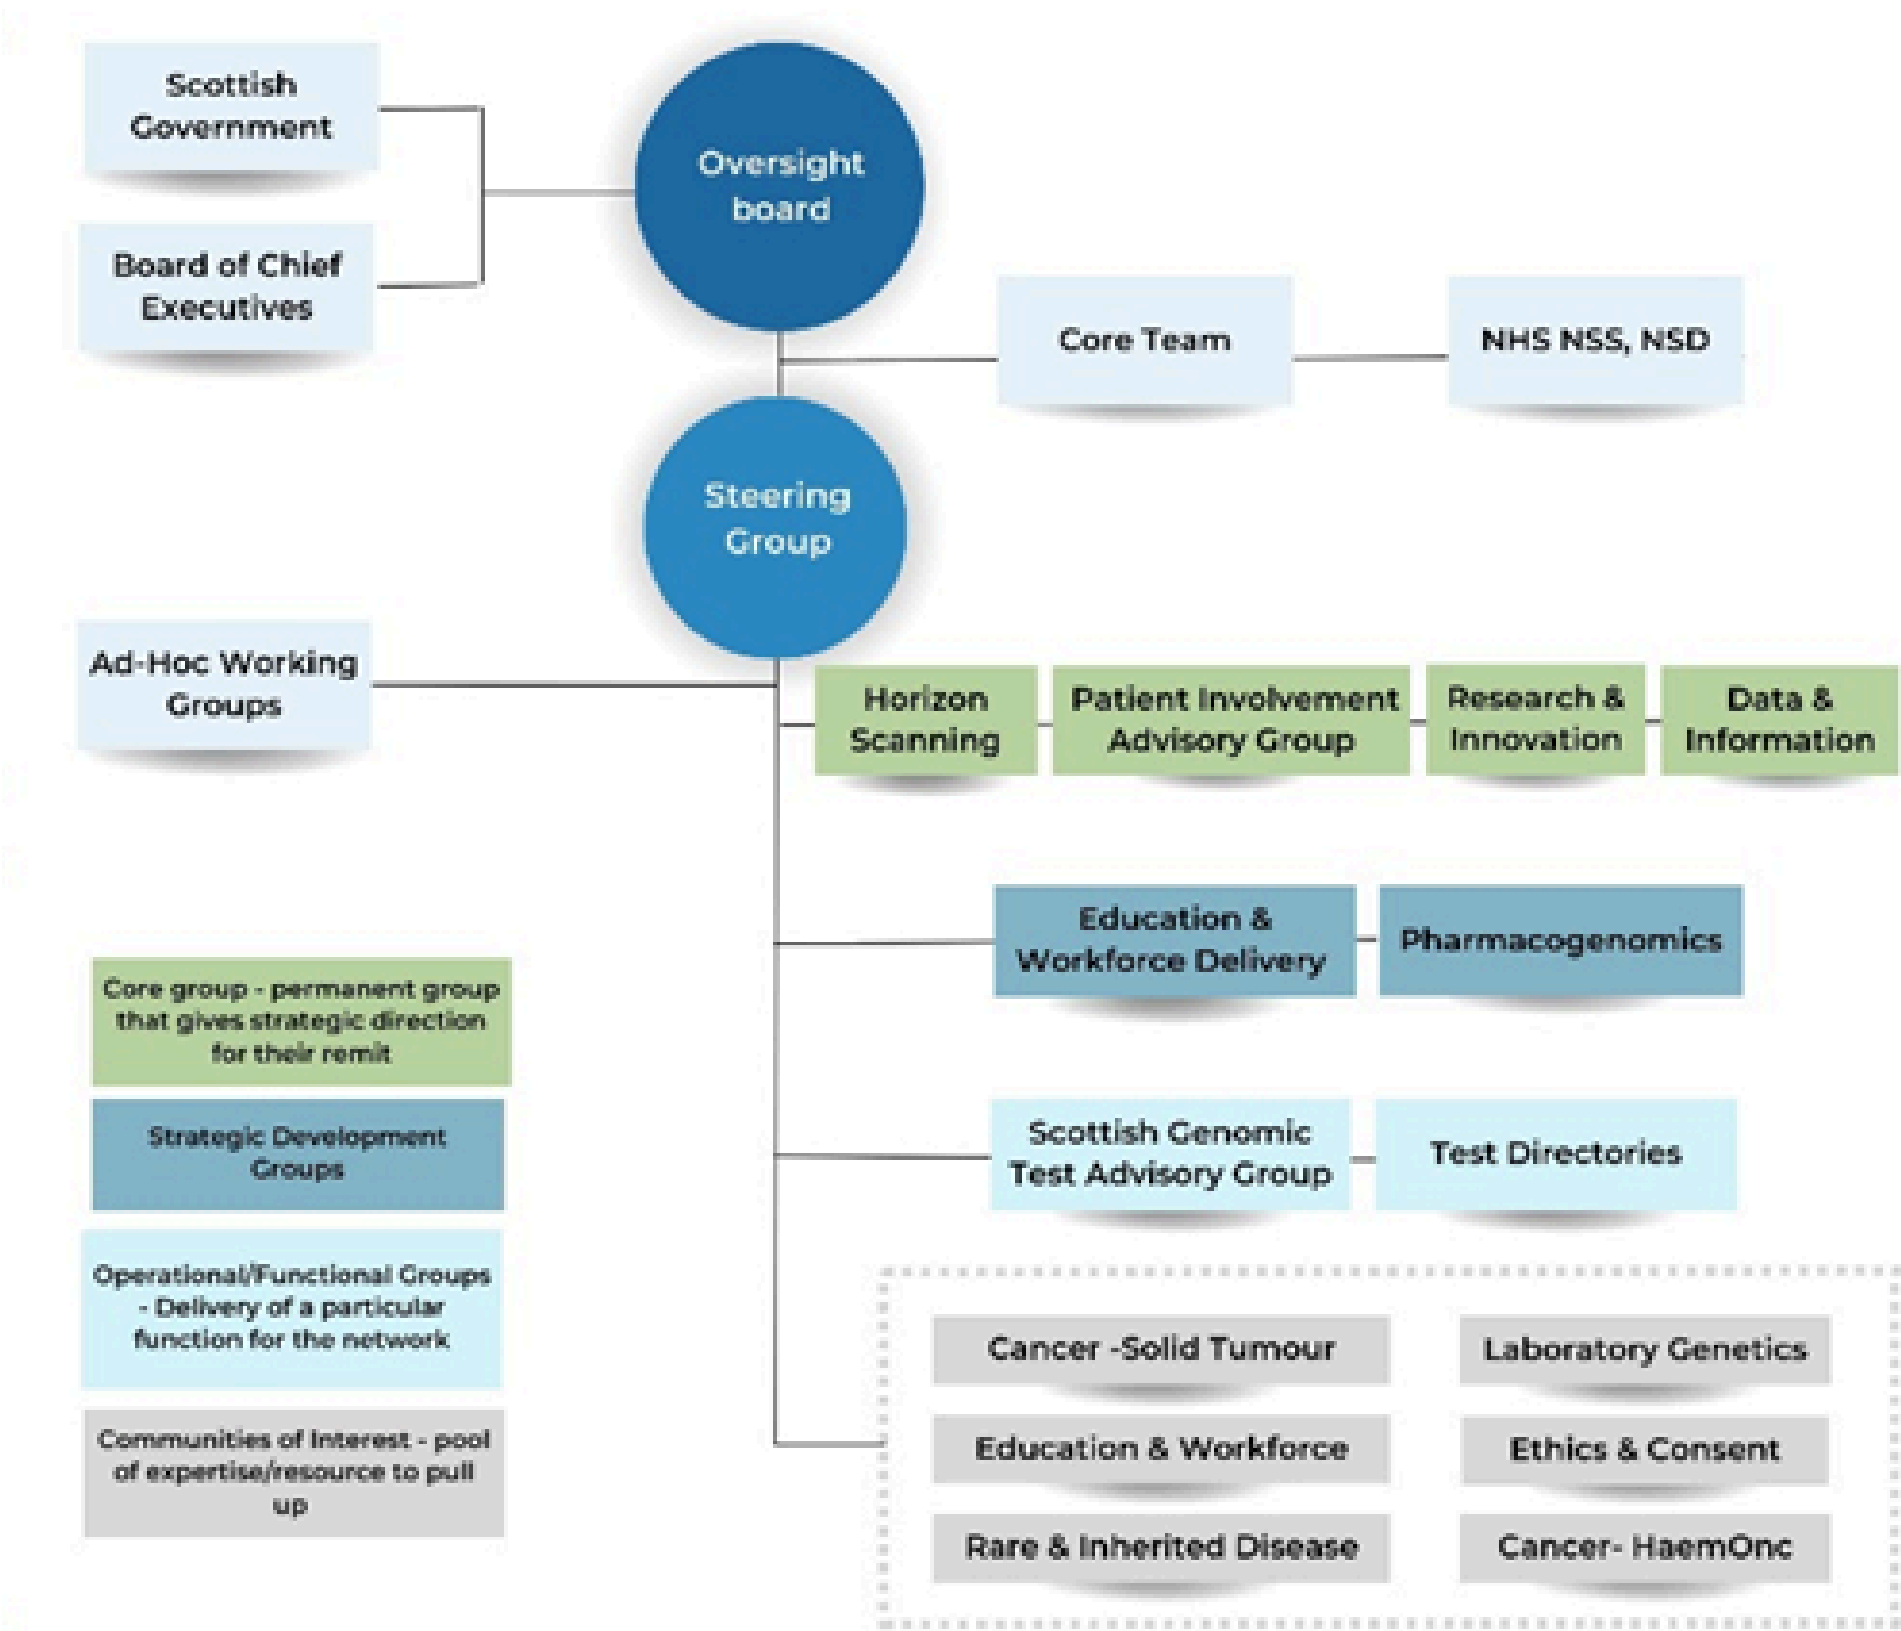 Scottish
Government
Oversight
board
Board of Chief
Executives
Core Team
NHS NSS, NSD
Steering
Group
Ad-Hoc Working
Groups
Horizon
Scanning
Patient Involvement
Advisory Group
Research &
Innovation
Data &
Information
Education &
Workforce Delivery
Pharmacogenomics
Core group - permanent group
that gives strategic direction
for their remit
Strategic Development
Groups
Scottish Genomic
Test Advisory Group
Test Directories
Operational/Functional Groups
- Delivery of a particular
function for the network
Communities of Interest - pool
of expertise/resource to pull
up
Cancer -Solid Tumour
Laboratory Genetics
Education & Workforce
Ethics & Consent
Rare & Inherited Disease
Cancer- HaemOnc